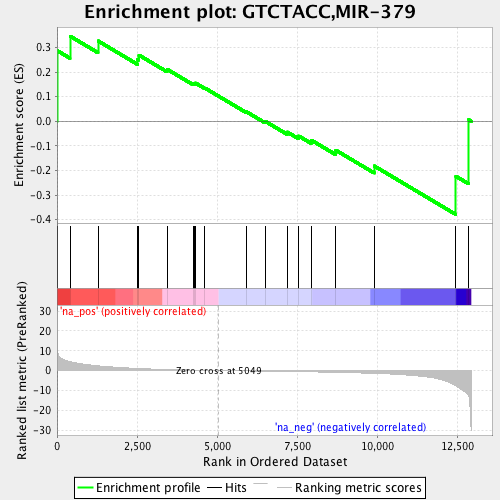 Enrichment plot: GTCTACC,MIR-379
Enrichment score (ES)
0.3
0.2
0.1
0.0
-0.1
-0.2
-0.3
-0.4
'na_pos' (positively correlated)
Ranked list metric (PreRanked)
30
20
10
0
-10
-20
-30
Zero cross at 5049
'na_neg' (negatively correlated)
0 2,500 5,000 7,500 10,000 12,500
Rank in Ordered Dataset
Enrichment profile Hits Ranking metric scores